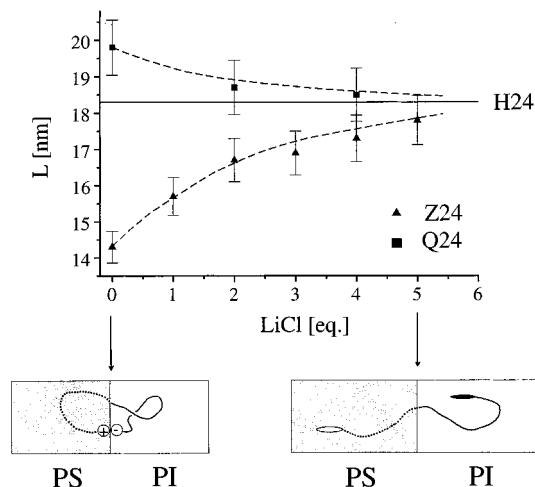 20
19
18
17
16
15
14
L [nm]
H24
▲ Z24
■ Q24
0 1 2 3 4 5 6
LiCl [eq.]
+ -
PS PI
PS PI